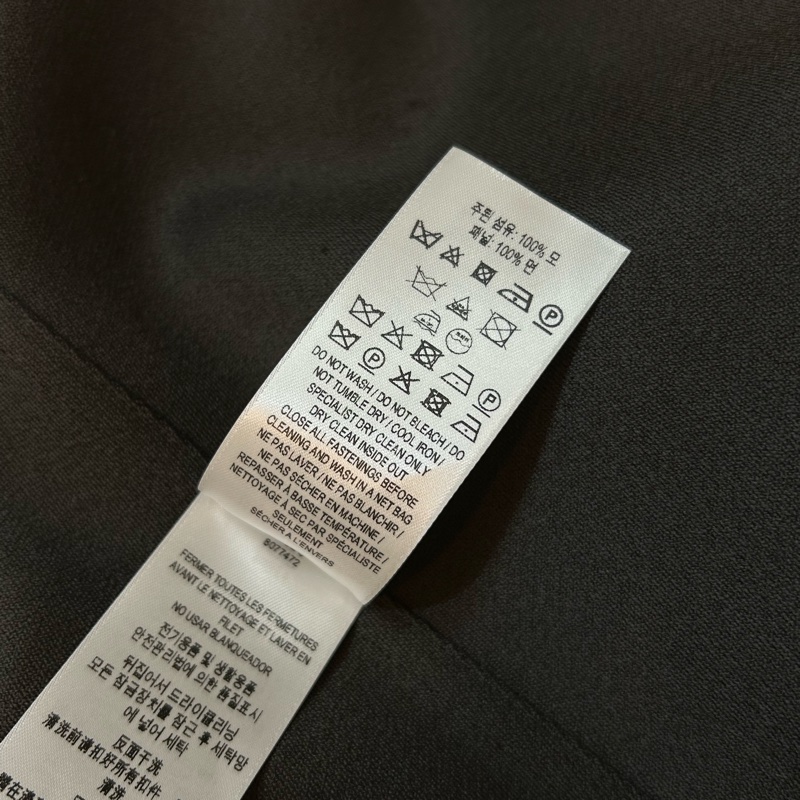 주된 섬유: 100% 모
패널: 100% 면
P
P
P
DO NOT WASH / DO NOT BLEACH / DO
NOT TUMBLE DRY / COOL IRON /
SPECIALIST DRY CLEAN ONLY
DRY CLEAN INSIDE OUT
CLOSE ALL FASTENINGS BEFORE
CLEANING AND WASH IN A NET BAG
NE PAS LAVER / NE PAS BLANCHIR /
NE PAS SÉCHER EN MACHINE /
REPASSER À BASSE TEMPÉRATURE /
NETTOYAGE À SEC PAR SPÉCIALISTE
SEULEMENT
SÉCHER A L'ENVERS
8077472
FERMER TOUTES LES FERMETURES
AVANT LE NETTOYAGE ET LAVER EN
FILET
NO USAR BLANQUEADOR
전기용품 및 생활용품
안전관리법에 의한 품질표시
뒤집어서 드라이클리닝
모든 잠금장치를 잠근 후 세탁망
에 넣어 세탁
反面干洗
清洗前请扣好所有扣件
清洗